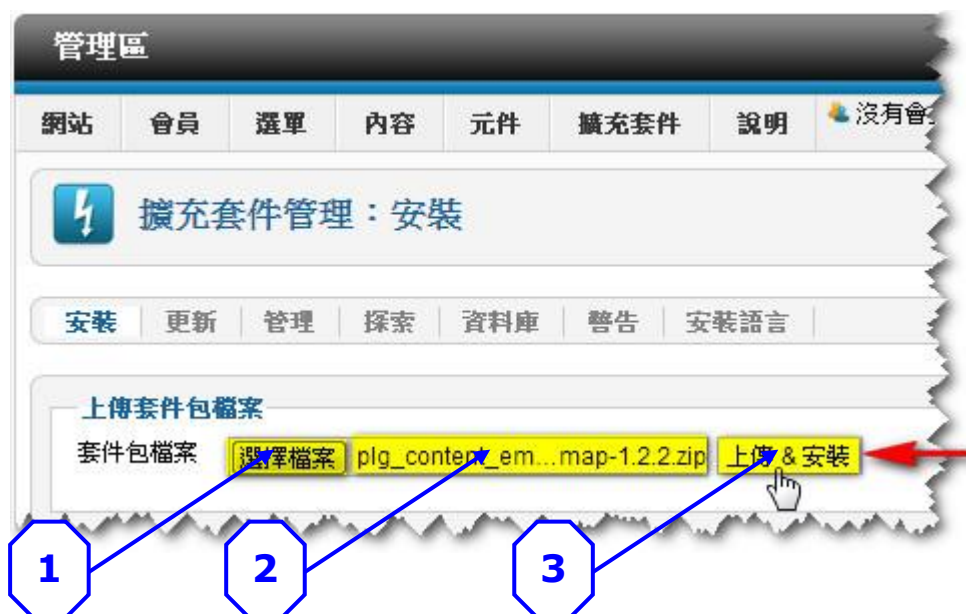 管理區
網站 會員 選單 內容 元件 擴充套件 說明 沒有會
擴充套件管理：安裝
安裝 更新 管理 探索 資料庫 警告 安裝語言
上傳套件包檔案
套件包檔案 選擇檔案 plg_content_em...map-1.2.2.zip 上傳 & 安裝
1 2 3